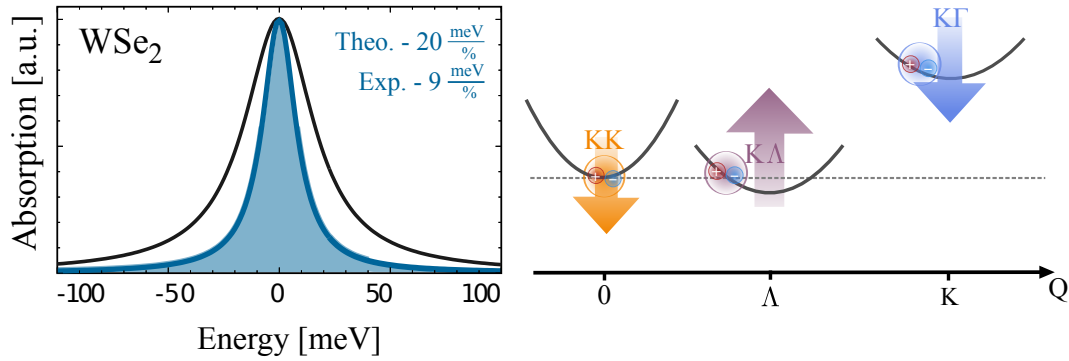 WSe₂
Theo. - 20 meV/%
Exp. - 9 meV/%
Absorption [a.u.]
-100 -50 0 50 100
Energy [meV]
KK
+ -
KΛ
+ -
KΓ
+ -
0 Λ K Q